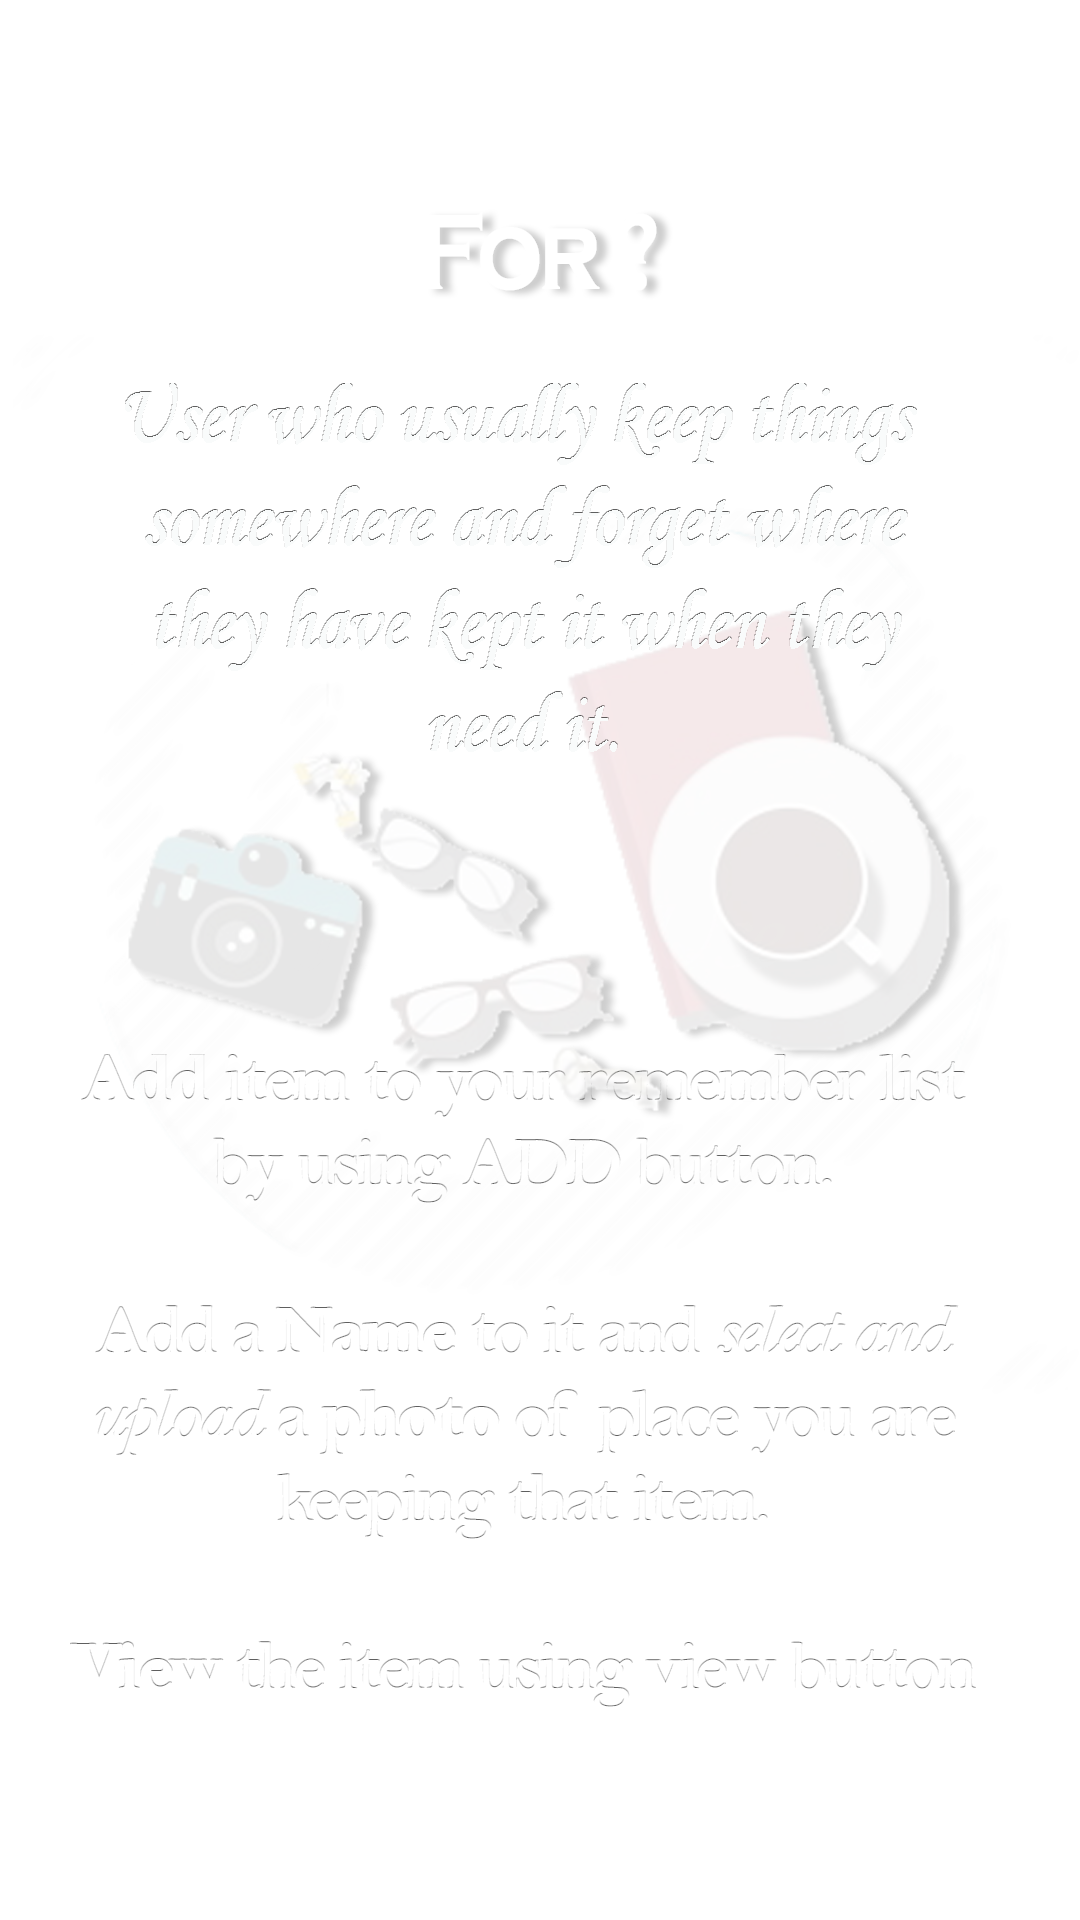 For ?
User who usually keep things
somewhere and forget where
they have kept it when they
need it.
Add item to your remember list
by using ADD button.
Add a Name to it and select and
upload a photo of place you are
keeping that item.
View the item using view button